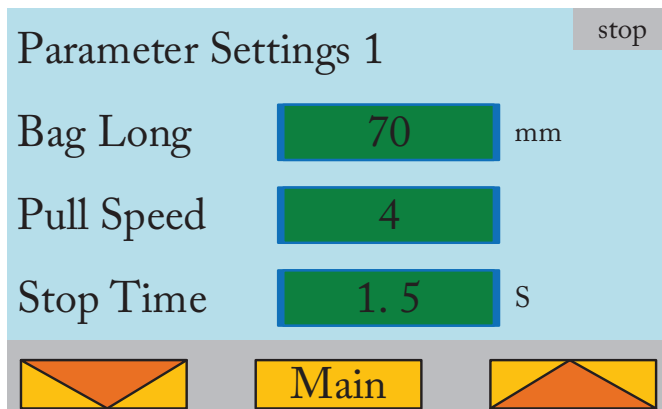 stop
Parameter Settings 1
Bag Long 70 mm
Pull Speed 4
Stop Time 1. 5 S
Main